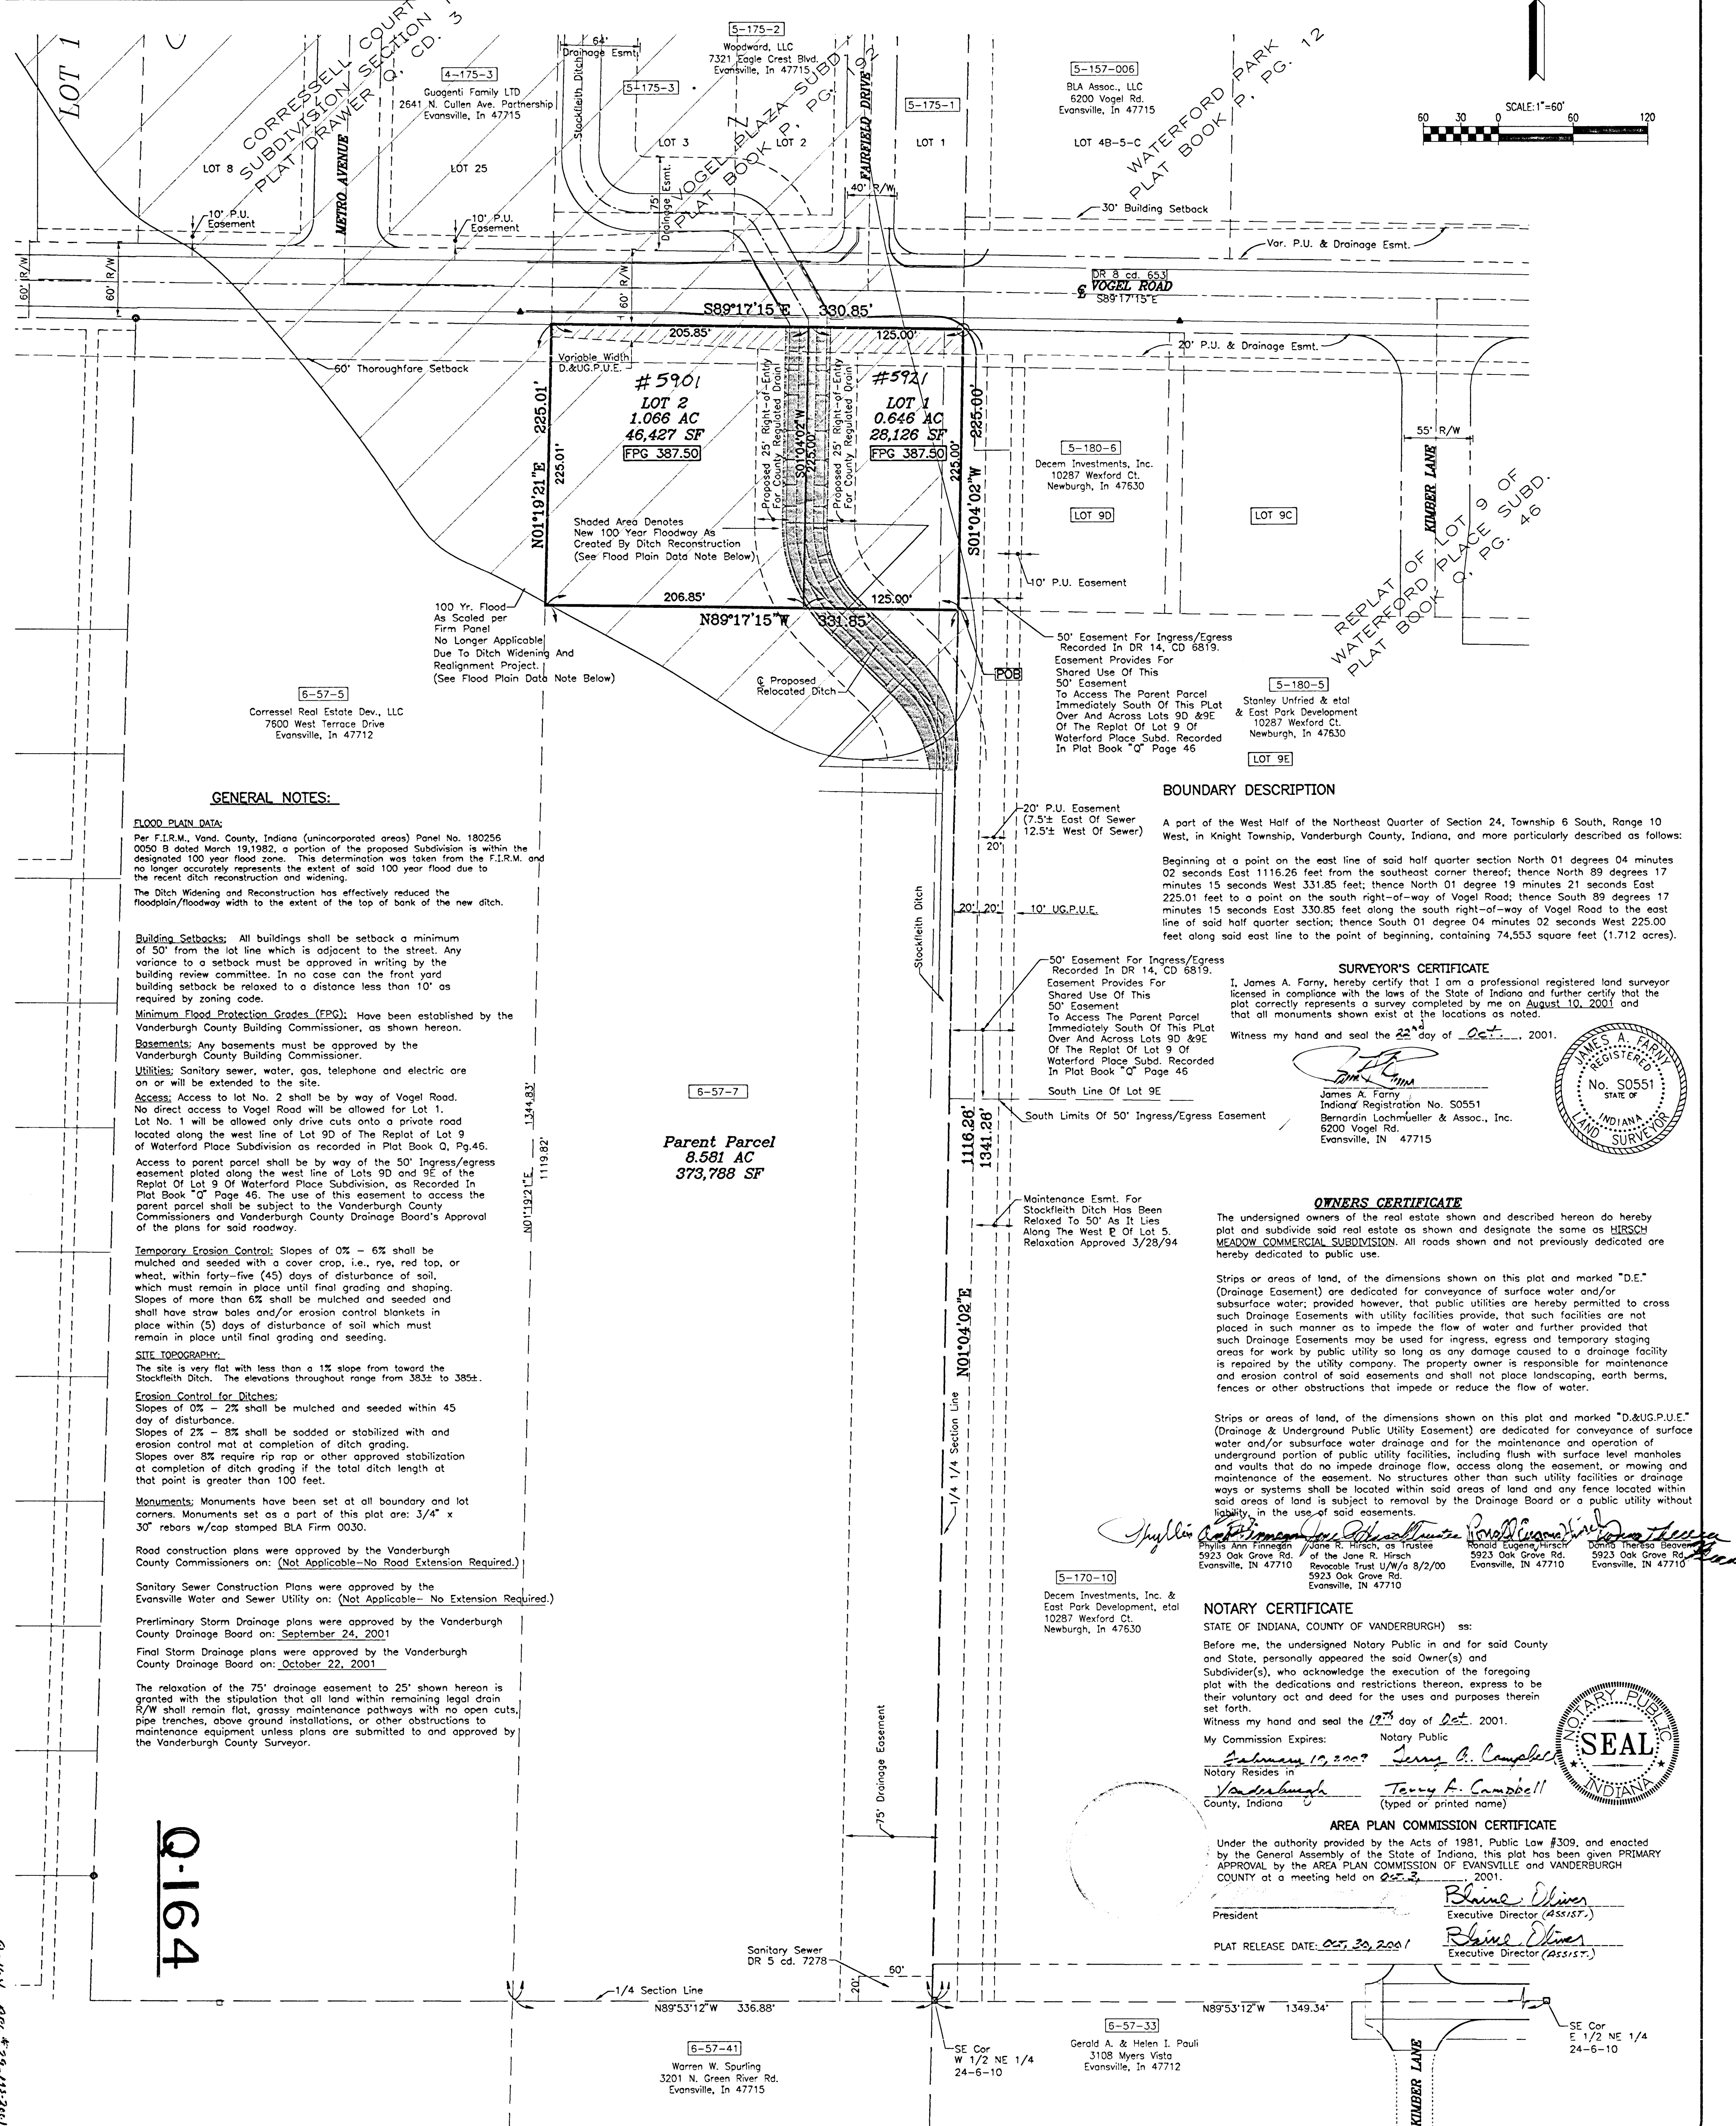 LOT 1
CORRESSELL COURT
SUBDIVISION SECTION
PLAT DRAWER Q, CD. 3
4-175-3
Guagenti Family LTD
2641 N. Cullen Ave. Partnership
Evansville, In 47715
LOT 8
METRO AVENUE
LOT 25
10' P.U.
Easement
10' P.U.
Easement
64'
Drainage Esmt.
Stockfleith Ditch
5-175-2
Woodward, LLC
7321 Eagle Crest Blvd.
Evansville, In 47715
5-175-3
LOT 3
LOT 2
VOGEL PLAZA SUBD
PLAT BOOK P, PG. 192
75'
Drainage Esmt.
FAIRFIELD DRIVE
40' R/W
5-175-1
LOT 1
5-157-006
BLA Assoc., LLC
6200 Vogel Rd.
Evansville, In 47715
LOT 4B-5-C
WATERFORD PARK
PLAT BOOK P, PG. 12
SCALE:1"=60'
60 30 0 60 120
30' Building Setback
Var. P.U. & Drainage Esmt.
60' R/W
60' R/W
60' R/W
DR 8 cd. 653
VOGEL ROAD
S89°17'15"E
S89°17'15"E 330.85'
205.85' 125.00'
20' P.U. & Drainage Esmt.
60' Thoroughfare Setback
Variable Width
D.&UG.P.U.E.
#5901
LOT 2
1.066 AC
46,427 SF
FPG 387.50
#5921
LOT 1
0.646 AC
28,126 SF
FPG 387.50
Proposed 25' Right-of-Entry
For County Regulated Drain
S01°04'02"W
225.00'
Proposed 25' Right-of-Entry
For County Regulated Drain
N01°19'21"E 225.01'
225.01'
S01°04'02"W 225.00'
225.00'
55' R/W
KIMBER LANE
5-180-6
Decem Investments, Inc.
10287 Wexford Ct.
Newburgh, In 47630
LOT 9D
LOT 9C
REPLAT OF LOT 9 OF
WATERFORD PLACE SUBD.
PLAT BOOK Q, PG. 46
Shaded Area Denotes
New 100 Year Floodway As
Created By Ditch Reconstruction
(See Flood Plain Data Note Below)
10' P.U. Easement
206.85' 125.00'
N89°17'15"W 331.85'
100 Yr. Flood
As Scaled per
Firm Panel
No Longer Applicable
Due To Ditch Widening And
Realignment Project.
(See Flood Plain Data Note Below)
POB
℄ Proposed
Relocated Ditch
50' Easement For Ingress/Egress
Recorded In DR 14, CD 6819.
Easement Provides For
Shared Use Of This
50' Easement
To Access The Parent Parcel
Immediately South Of This PLat
Over And Across Lots 9D &9E
Of The Replat Of Lot 9 Of
Waterford Place Subd. Recorded
In Plat Book "Q" Page 46
5-180-5
Stanley Unfried & etal
& East Park Development
10287 Wexford Ct.
Newburgh, In 47630
LOT 9E
6-57-5
Corressel Real Estate Dev., LLC
7600 West Terrace Drive
Evansville, In 47712
GENERAL NOTES:
FLOOD PLAIN DATA:
Per F.I.R.M., Vand. County, Indiana (unincorporated areas) Panel No. 180256
0050 B dated March 19,1982, a portion of the proposed Subdivision is within the
designated 100 year flood zone. This determination was taken from the F.I.R.M. and
no longer accurately represents the extent of said 100 year flood due to
the recent ditch reconstruction and widening.
The Ditch Widening and Reconstruction has effectively reduced the
floodplain/floodway width to the extent of the top of bank of the new ditch.
Building Setbacks: All buildings shall be setback a minimum
of 50' from the lot line which is adjacent to the street. Any
variance to a setback must be approved in writing by the
building review committee. In no case can the front yard
building setback be relaxed to a distance less than 10' as
required by zoning code.
Minimum Flood Protection Grades (FPG): Have been established by the
Vanderburgh County Building Commissioner, as shown herean.
Basements: Any basements must be approved by the
Vanderburgh County Building Commissioner.
Utilities: Sanitary sewer, water, gas, telephone and electric are
on or will be extended to the site.
Access: Access to lot No. 2 shall be by way of Vogel Road.
No direct access to Vogel Road will be allowed for Lot 1.
Lot No. 1 will be allowed only drive cuts onto a private road
located along the west line of Lot 9D of The Replat of Lot 9
of Waterford Place Subdivision as recorded in Plat Book Q, Pg.46.
Access to parent parcel shall be by way of the 50' Ingress/egress
easement plated along the west line of Lots 9D and 9E of the
Replat Of Lot 9 Of Waterford Place Subdivision, as Recorded In
Plat Book "Q" Page 46. The use of this easement to access the
parent parcel shall be subject to the Vanderburgh County
Commissioners and Vanderburgh County Drainage Board's Approval
of the plans for said roadway.
Temporary Erosion Control: Slopes of 0% – 6% shall be
mulched and seeded with a cover crop, i.e., rye, red top, or
wheat, within forty-five (45) days of disturbance of soil,
which must remain in place until final grading and shaping.
Slopes of more than 6% shall be mulched and seeded and
shall have straw bales and/or erosion control blankets in
place within (5) days of disturbance of soil which must
remain in place until final grading and seeding.
SITE TOPOGRAPHY:
The site is very flat with less than a 1% slope from toward the
Stockfleith Ditch. The elevations throughout range from 383± to 385±.
Erosion Control for Ditches:
Slopes of 0% – 2% shall be mulched and seeded within 45
day of disturbance.
Slopes of 2% – 8% shall be sodded or stabilized with and
erosion control mat at completion of ditch grading.
Slopes over 8% require rip rap or other approved stabilization
at completion of ditch grading if the total ditch length at
that point is greater than 100 feet.
Monuments: Monuments have been set at all boundary and lot
corners. Monuments set as a part of this plat are: 3/4" x
30" rebars w/cap stamped BLA Firm 0030.
Road construction plans were approved by the Vanderburgh
County Commissioners on: (Not Applicable–No Road Extension Required.)
Sanitary Sewer Construction Plans were approved by the
Evansville Water and Sewer Utility on: (Not Applicable– No Extension Required.)
Prerliminary Storm Drainage plans were approved by the Vanderburgh
County Drainage Board on: September 24, 2001
Final Storm Drainage plans were approved by the Vanderburgh
County Drainage Board on: October 22, 2001
The relaxation of the 75' drainage easement to 25' shown hereon is
granted with the stipulation that all land within remaining legal drain
R/W shall remain flat, grassy maintenance pathways with no open cuts,
pipe trenches, above ground installations, or other obstructions to
maintenance equipment unless plans are submitted to and approved by
the Vanderburgh County Surveyor.
Q-164
N01°19'21"E 1344.83'
1119.82'
6-57-7
Parent Parcel
8.581 AC
373,788 SF
Stockfleith Ditch
20' P.U. Easement
(7.5'± East Of Sewer
12.5'± West Of Sewer)
20'
20' 20'
10' UG.P.U.E.
50' Easement For Ingress/Egress
Recorded In DR 14, CD 6819.
Easement Provides For
Shared Use Of This
50' Easement
To Access The Parent Parcel
Immediately South Of This PLat
Over And Across Lots 9D &9E
Of The Replat Of Lot 9 Of
Waterford Place Subd. Recorded
In Plat Book "Q" Page 46
South Line Of Lot 9E
South Limits Of 50' Ingress/Egress Easement
1116.26'
1341.26'
Maintenance Esmt. For
Stockfleith Ditch Has Been
Relaxed To 50' As It Lies
Along The West ⅊ Of Lot 5.
Relaxation Approved 3/28/94
N01°04'02"E
1/4 1/4 Section Line
75' Drainage Easement
5-170-10
Decem Investments, Inc. &
East Park Development, etal
10287 Wexford Ct.
Newburgh, In 47630
Sanitary Sewer
DR 5 cd. 7278
60'
20'
1/4 Section Line
N89°53'12"W 336.88'
N89°53'12"W 1349.34'
6-57-41
Warren W. Spurling
3201 N. Green River Rd.
Evansville, In 47715
SE Cor
W 1/2 NE 1/4
24-6-10
6-57-33
Gerald A. & Helen I. Pauli
3108 Myers Vista
Evansville, In 47712
KIMBER LANE
SE Cor
E 1/2 NE 1/4
24-6-10
BOUNDARY DESCRIPTION
A part of the West Half of the Northeast Quarter of Section 24, Township 6 South, Range 10
West, in Knight Township, Vanderburgh County, Indiana, and more particularly described as follows:
Beginning at a point on the east line of said half quarter section North 01 degrees 04 minutes
02 seconds East 1116.26 feet from the southeast corner thereof; thence North 89 degrees 17
minutes 15 seconds West 331.85 feet; thence North 01 degree 19 minutes 21 seconds East
225.01 feet to a point on the south right-of-way of Vogel Road; thence South 89 degrees 17
minutes 15 seconds East 330.85 feet along the south right-of-way of Vogel Road to the east
line of said half quarter section; thence South 01 degree 04 minutes 02 seconds West 225.00
feet along said east line to the point of beginning, containing 74,553 square feet (1.712 acres).
SURVEYOR'S CERTIFICATE
I, James A. Farny, hereby certify that I am a professional registered land surveyor
licensed in compliance with the laws of the State of Indiana and further certify that the
plat correctly represents a survey completed by me on August 10, 2001 and
that all monuments shown exist at the locations as noted.
Witness my hand and seal the 22nd day of Oct., 2001.
James A. Farny
Indiana Registration No. S0551
Bernardin Lochmueller & Assoc., Inc.
6200 Vogel Rd.
Evansville, IN 47715
JAMES A. FARNY
REGISTERED
No. S0551
STATE OF
INDIANA
LAND SURVEYOR
OWNERS CERTIFICATE
The undersigned owners of the real estate shown and described hereon do hereby
plat and subdivide said real estate as shown and designate the same as HIRSCH
MEADOW COMMERCIAL SUBDIVISION. All roads shown and not previously dedicated are
hereby dedicated to public use.
Strips or areas of land, of the dimensions shown on this plat and marked "D.E."
(Drainage Easement) are dedicated for conveyance of surface water and/or
subsurface water; provided however, that public utilities are hereby permitted to cross
such Drainage Easements with utility facilities provide, that such facilities are not
placed in such manner as to impede the flow of water and further provided that
such Drainage Easements may be used for ingress, egress and temporary staging
areas for work by public utility so long as any damage caused to a drainage facility
is repaired by the utility company. The property owner is responsible for maintenance
and erosion control of said easements and shall not place landscaping, earth berms,
fences or other obstructions that impede or reduce the flow of water.
Strips or areas of land, of the dimensions shown on this plat and marked "D.&UG.P.U.E."
(Drainage & Underground Public Utility Easement) are dedicated for conveyance of surface
water and/or subsurface water drainage and for the maintenance and operation of
underground portion of public utility facilities, including flush with surface level manholes
and vaults that do no impede drainage flow, access along the easement, or mowing and
maintenance of the easement. No structures other than such utility facilities or drainage
ways or systems shall be located within said areas of land and any fence located within
said areas of land is subject to removal by the Drainage Board or a public utility without
liability, in the use of said easements.
Phyllis Ann Finnegan
5923 Oak Grove Rd.
Evansville, IN 47710
Jane R. Hirsch, as Trustee
of the Jane R. Hirsch
Revocable Trust U/W/a 8/2/00
5923 Oak Grove Rd.
Evansville, IN 47710
Ronald Eugene Hirsch
5923 Oak Grove Rd.
Evansville, IN 47710
Donna Theresa Beaven
5923 Oak Grove Rd.
Evansville, IN 47710
NOTARY CERTIFICATE
STATE OF INDIANA, COUNTY OF VANDERBURGH) ss:
Before me, the undersigned Notary Public in and for said County
and State, personally appeared the said Owner(s) and
Subdivider(s), who acknowledge the execution of the foregoing
plat with the dedications and restrictions thereon, express to be
their voluntary act and deed for the uses and purposes therein
set forth.
Witness my hand and seal the 19th day of Oct. 2001.
My Commission Expires: Notary Public
Terry A. Campbell
Notary Resides in
Vanderburgh Terry A. Campbell
County, Indiana (typed or printed name)
NOTARY PUBLIC
SEAL
INDIANA
AREA PLAN COMMISSION CERTIFICATE
Under the authority provided by the Acts of 1981, Public Law #309, and enacted
by the General Assembly of the State of Indiana, this plat has been given PRIMARY
APPROVAL by the AREA PLAN COMMISSION OF EVANSVILLE and VANDERBURGH
COUNTY at a meeting held on Oct. 3, 2001.
Blaine Oliver
President Executive Director (ASSIST.)
PLAT RELEASE DATE: Oct, 30, 2001 Blaine Oliver
Executive Director (ASSIST.)